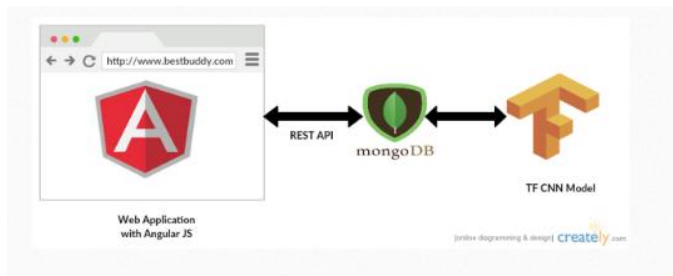 http://www.bestbuddy.com
REST API
mongoDB
TF CNN Model
Web Application
with Angular JS
[online diagramming & design] creately.com